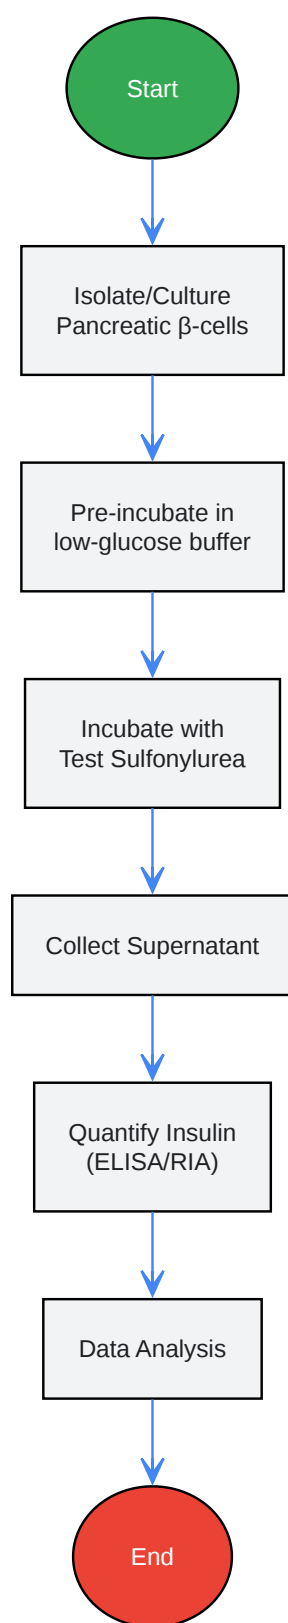 Start
Isolate/Culture
Pancreatic β-cells
Pre-incubate in
low-glucose buffer
Incubate with
Test Sulfonylurea
Collect Supernatant
Quantify Insulin
(ELISA/RIA)
Data Analysis
End